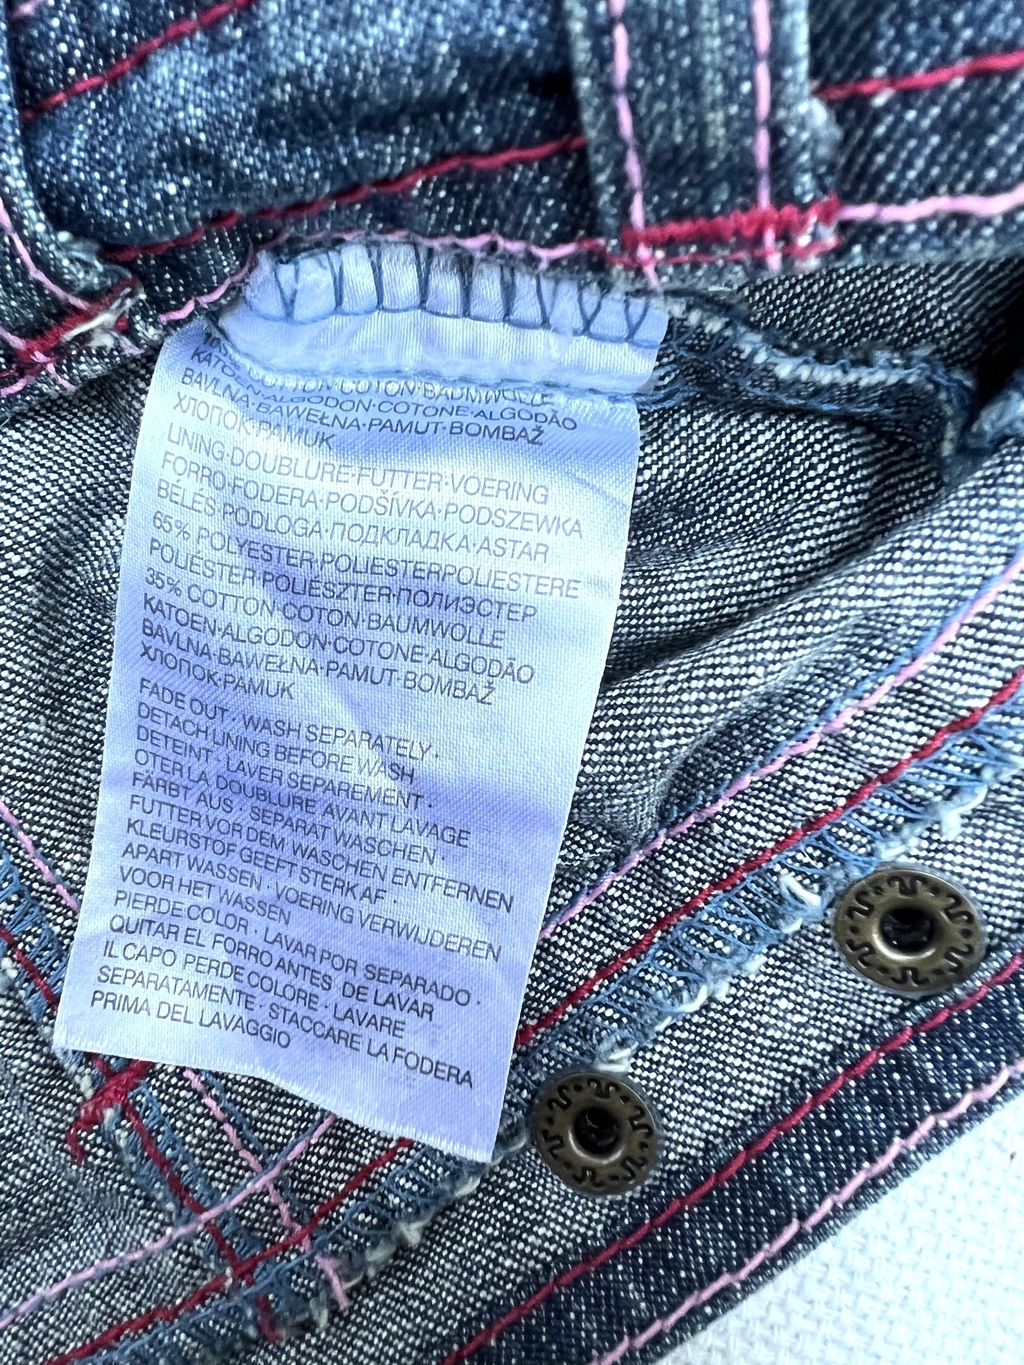 KATOEN·COTTON·COTON·BAUMWOLLE
ALGODON·COTONE·ALGODÃO
BAVLNA·BAWEŁNA·PAMUT·BOMBAŽ
ХЛОПОК·PAMUK
LINING·DOUBLURE·FUTTER·VOERING
FORRO·FODERA·PODŠÍVKA·PODSZEWKA
BÉLÉS·PODLOGA·ПОДКЛАДКА·ASTAR
65% POLYESTER·POLIESTERPOLIESTERE
POLIÉSTER·POLIÉSZTER·ПОЛИЭСТЕР
35% COTTON·COTON·BAUMWOLLE
KATOEN·ALGODON·COTONE·ALGODÃO
BAVLNA·BAWEŁNA·PAMUT·BOMBAŽ
ХЛОПОК·PAMUK
FADE OUT · WASH SEPARATELY ·
DETACH LINING BEFORE WASH
DETEINT · LAVER SEPAREMENT ·
OTER LA DOUBLURE AVANT LAVAGE
FÄRBT AUS · SEPARAT WASCHEN ·
FUTTER VOR DEM WASCHEN ENTFERNEN
KLEURSTOF GEEFT STERK AF ·
APART WASSEN · VOERING VERWIJDEREN
VOOR HET WASSEN
PIERDE COLOR · LAVAR POR SEPARADO ·
QUITAR EL FORRO ANTES DE LAVAR
IL CAPO PERDE COLORE · LAVARE
SEPARATAMENTE · STACCARE LA FODERA
PRIMA DEL LAVAGGIO